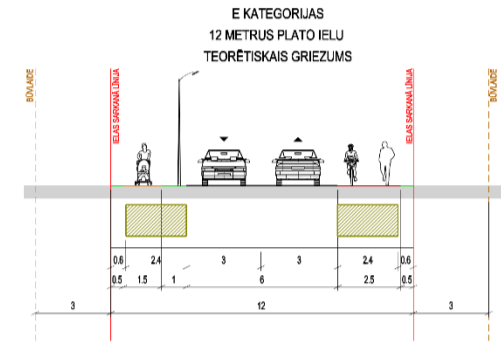 E KATEGORIJAS
12 METRUS PLATO IELU
TEORĒTISKAIS GRIEZUMS
BŪVLAIDE
IELAS SARKANĀ LĪNIJA
IELAS SARKANĀ LĪNIJA
BŪVLAIDE
0.6 2.4 3 3 2.4 0.6
0.5 1.5 1 6 2.5 0.5
3 12 3